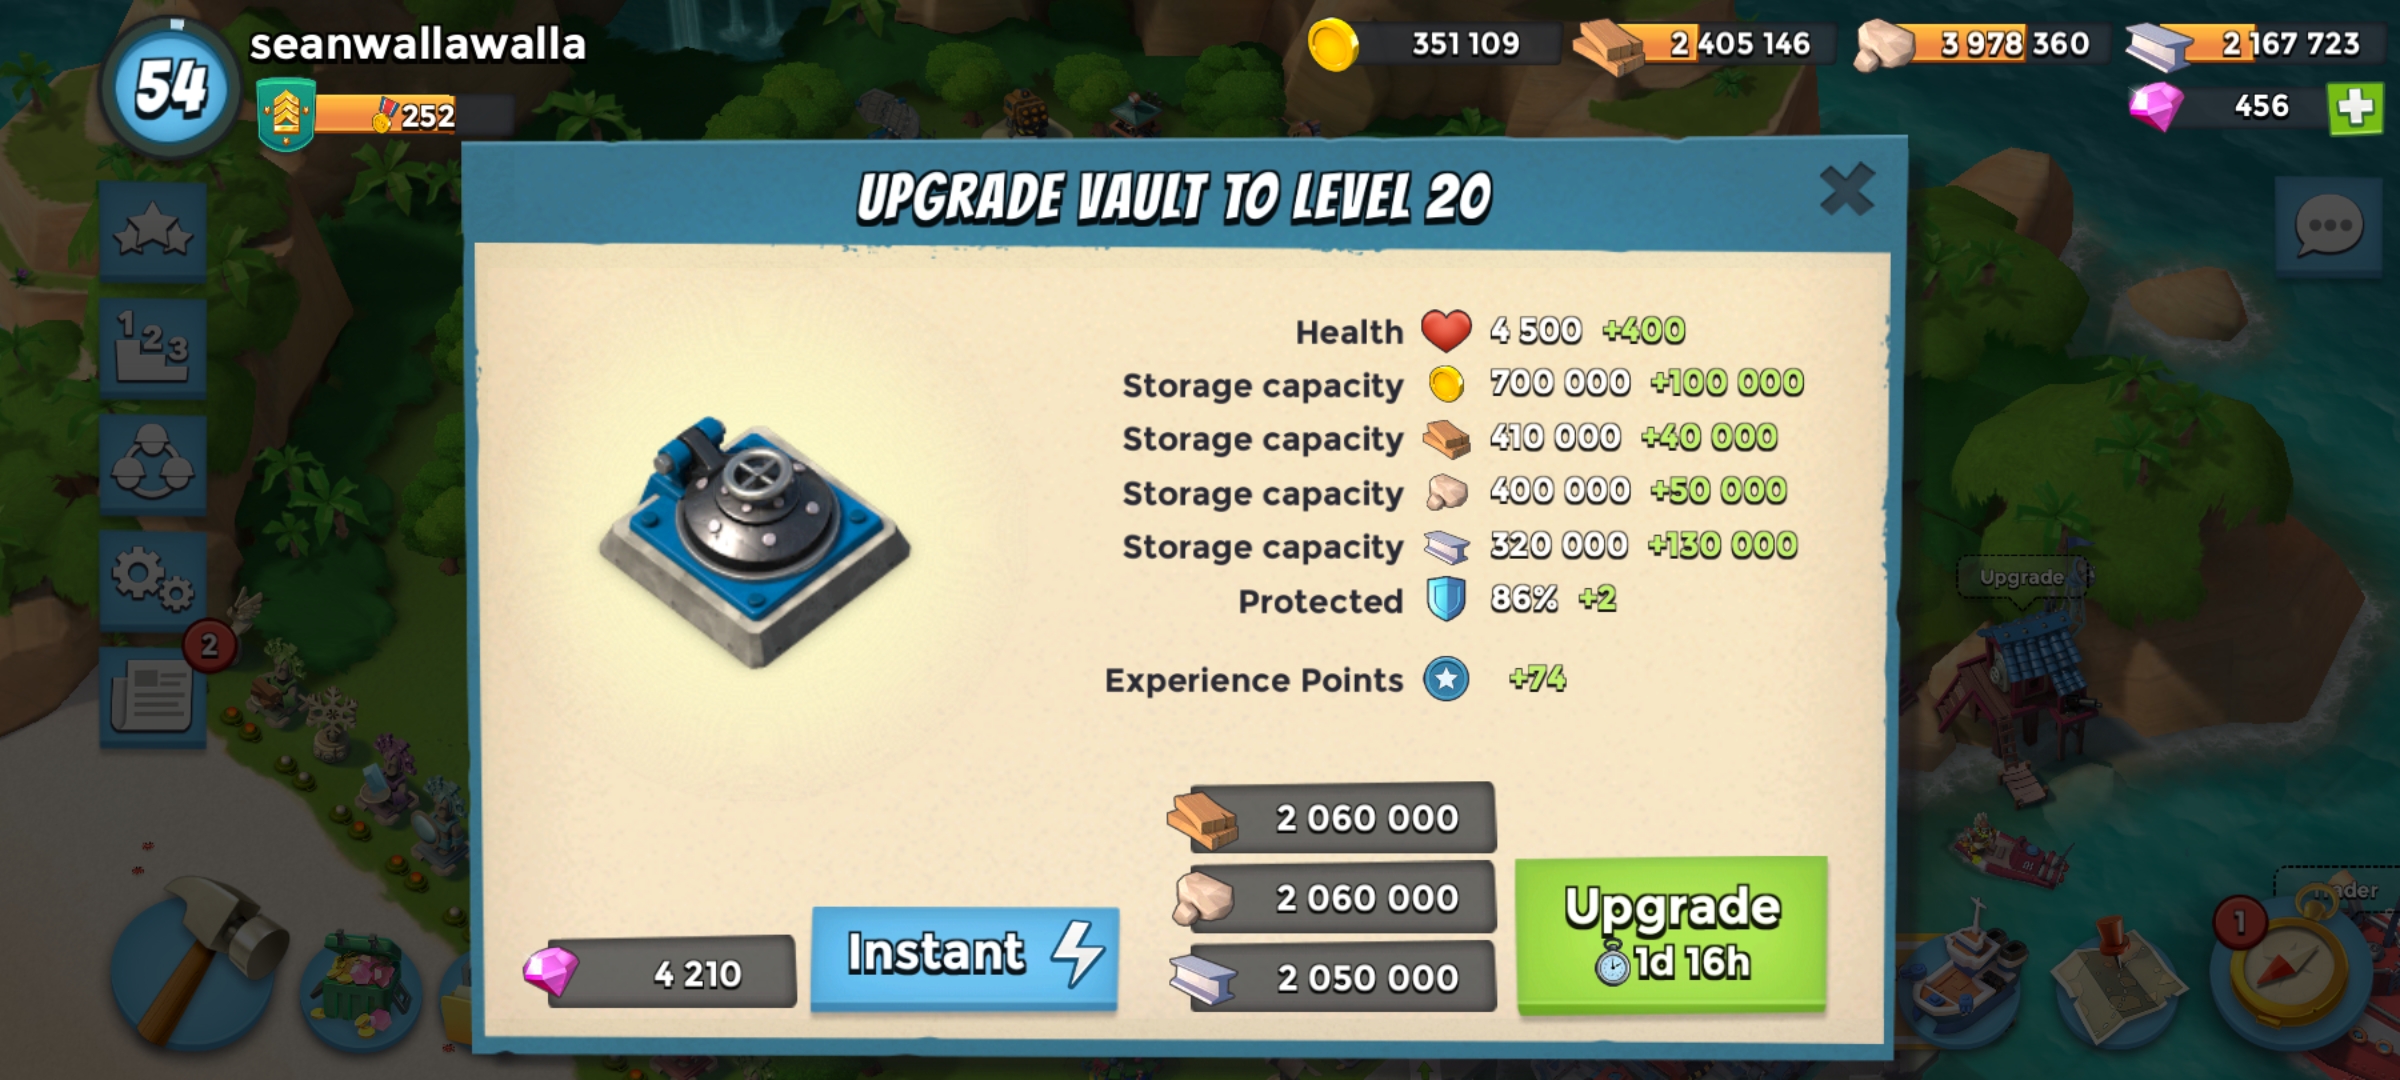 54
seanwallawalla
252
351 109
2 405 146
3 978 360
2 167 723
456
UPGRADE VAULT TO LEVEL 20
Health 4 500 +400
Storage capacity 700 000 +100 000
Storage capacity 410 000 +40 000
Storage capacity 400 000 +50 000
Storage capacity 320 000 +130 000
Protected 86% +2
Experience Points +74
1 2 3
2
Upgrade
2 060 000
2 060 000
2 050 000
4 210
Instant
Upgrade
1d 16h
1